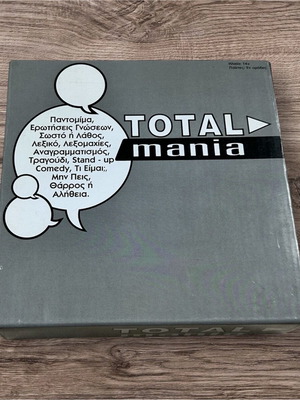 Παντομίμα,
Ερωτήσεις Γνώσεων,
Σωστό ή Λάθος,
Λεξικό, Λεξομαχίες,
Αναγραμματισμός,
Τραγούδι, Stand - up
Comedy, Τι Είμαι;,
Μην Πεις,
Θάρρος ή
Αλήθεια.
TOTAL
mania
TOTAL